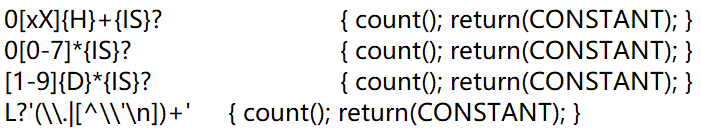 0[xX]{H}+{IS}? { count(); return(CONSTANT); }
0[0-7]*{IS}? { count(); return(CONSTANT); }
[1-9]{D}*{IS}? { count(); return(CONSTANT); }
L?'(\\.|[^\\'\n])+' { count(); return(CONSTANT); }